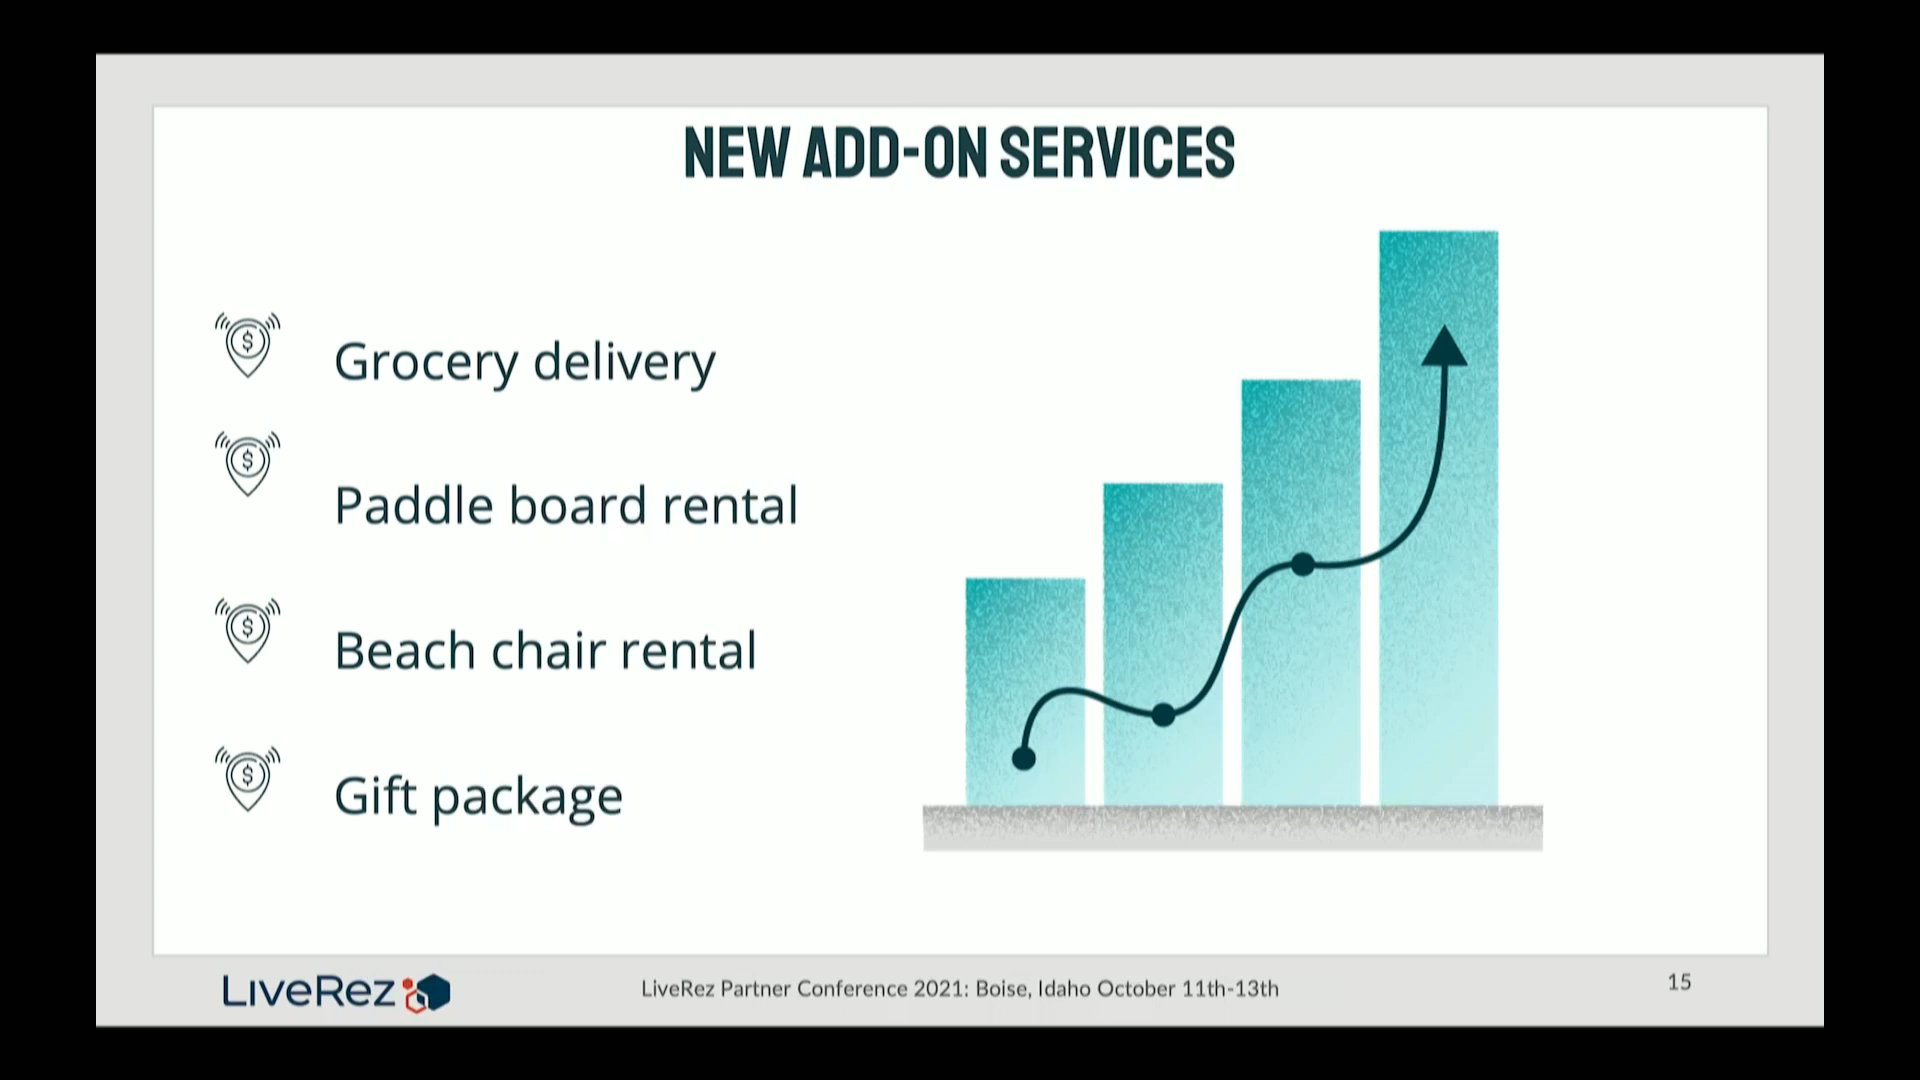 NEW ADD-ON SERVICES
Grocery delivery
Paddle board rental
Beach chair rental
Gift package
LiveRez
LiveRez Partner Conference 2021: Boise, Idaho October 11th-13th
15